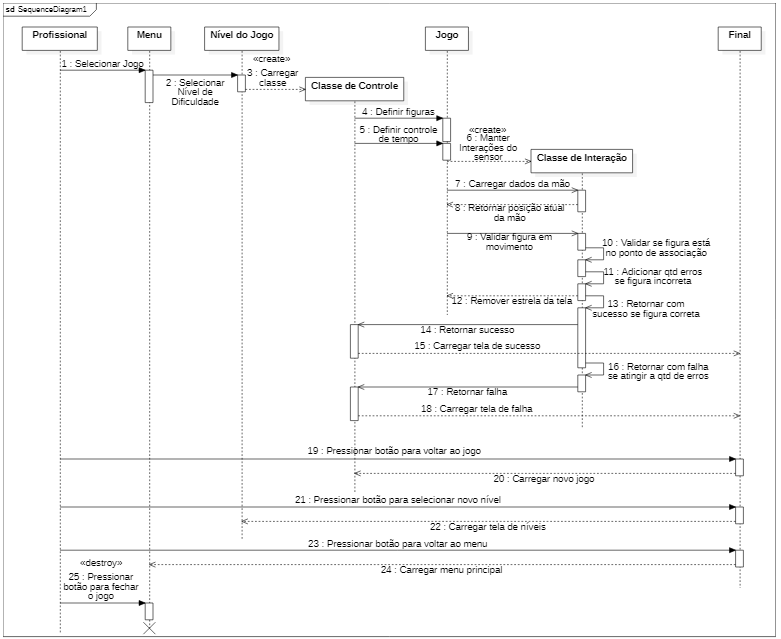 sd SequenceDiagram1
Profissional
Menu
Nível do Jogo
Jogo
Final
1 : Selecionar Jogo
2 : Selecionar
Nível de
Dificuldade
«create»
3 : Carregar
classe
Classe de Controle
4 : Definir figuras
5 : Definir controle
de tempo
«create»
6 : Manter
Interações do
sensor
Classe de Interação
7 : Carregar dados da mão
8 : Retornar posição atual
da mão
9 : Validar figura em
movimento
10 : Validar se figura está
no ponto de associação
11 : Adicionar qtd erros
se figura incorreta
12 : Remover estrela da tela
13 : Retornar com
sucesso se figura correta
14 : Retornar sucesso
15 : Carregar tela de sucesso
16 : Retornar com falha
se atingir a qtd de erros
17 : Retornar falha
18 : Carregar tela de falha
19 : Pressionar botão para voltar ao jogo
20 : Carregar novo jogo
21 : Pressionar botão para selecionar novo nível
22 : Carregar tela de níveis
23 : Pressionar botão para voltar ao menu
24 : Carregar menu principal
«destroy»
25 : Pressionar
botão para fechar
o jogo